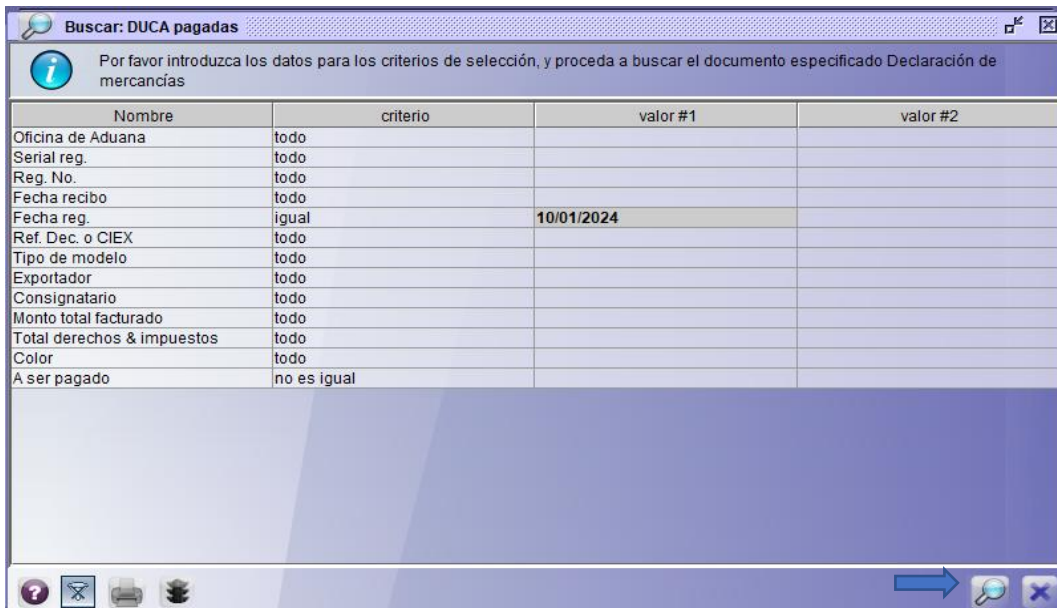 Buscar: DUCA pagadas
Por favor introduzca los datos para los criterios de selección, y proceda a buscar el documento especificado Declaración de
mercancías
Nombre criterio valor #1 valor #2
Oficina de Aduana todo
Serial reg. todo
Reg. No. todo
Fecha recibo todo
Fecha reg. igual 10/01/2024
Ref. Dec. o CIEX todo
Tipo de modelo todo
Exportador todo
Consignatario todo
Monto total facturado todo
Total derechos & impuestos todo
Color todo
A ser pagado no es igual